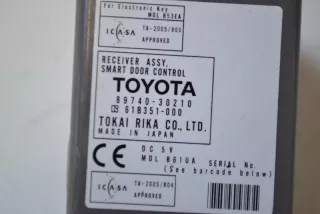 For Electronic Key
MDL B53EA
ICASA
TA-2005/805
APPROVED
RECEIVER ASSY,
SMART DOOR CONTROL
TOYOTA
89740-30210
618351-000
TOKAI RIKA CO., LTD.
MADE IN JAPAN
CE
DC 5V
MDL B61UA SERIAL No.
(See barcode below)
ICASA
TA-2005/804
APPROVED